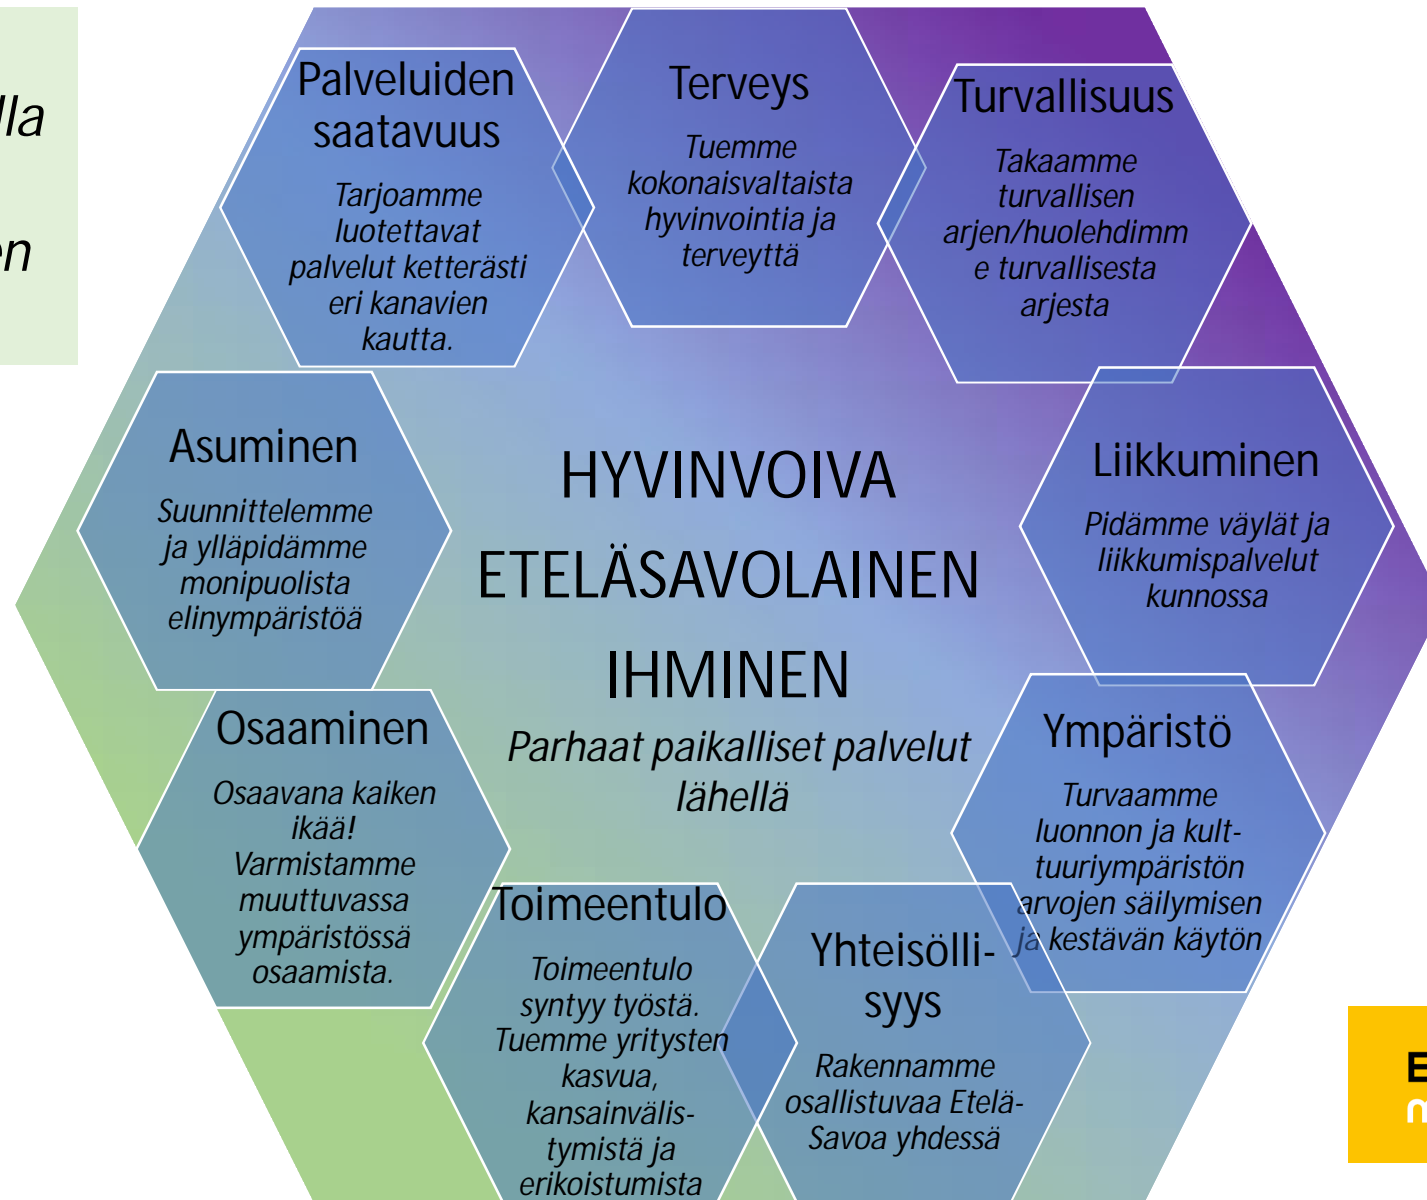 lla
en
Palveluiden
saatavuus
Tarjoamme
luotettavat
palvelut ketterästi
eri kanavien
kautta.
Terveys
Tuemme
kokonaisvaltaista
hyvinvointia ja
terveyttä
Turvallisuus
Takaamme
turvallisen
arjen/huolehdimm
e turvallisesta
arjesta
Asuminen
Suunnittelemme
ja ylläpidämme
monipuolista
elinympäristöä
HYVINVOIVA
ETELÄSAVOLAINEN
IHMINEN
Parhaat paikalliset palvelut
lähellä
Liikkuminen
Pidämme väylät ja
liikkumispalvelut
kunnossa
Osaaminen
Osaavana kaiken
ikää!
Varmistamme
muuttuvassa
ympäristössä
osaamista.
Ympäristö
Turvaamme
luonnon ja kult-
tuuriympäristön
arvojen säilymisen
ja kestävän käytön
Toimeentulo
Toimeentulo
syntyy työstä.
Tuemme yritysten
kasvua,
kansainvälis-
tymistä ja
erikoistumista
Yhteisölli-
syys
Rakennamme
osallistuvaa Etelä-
Savoa yhdessä
E